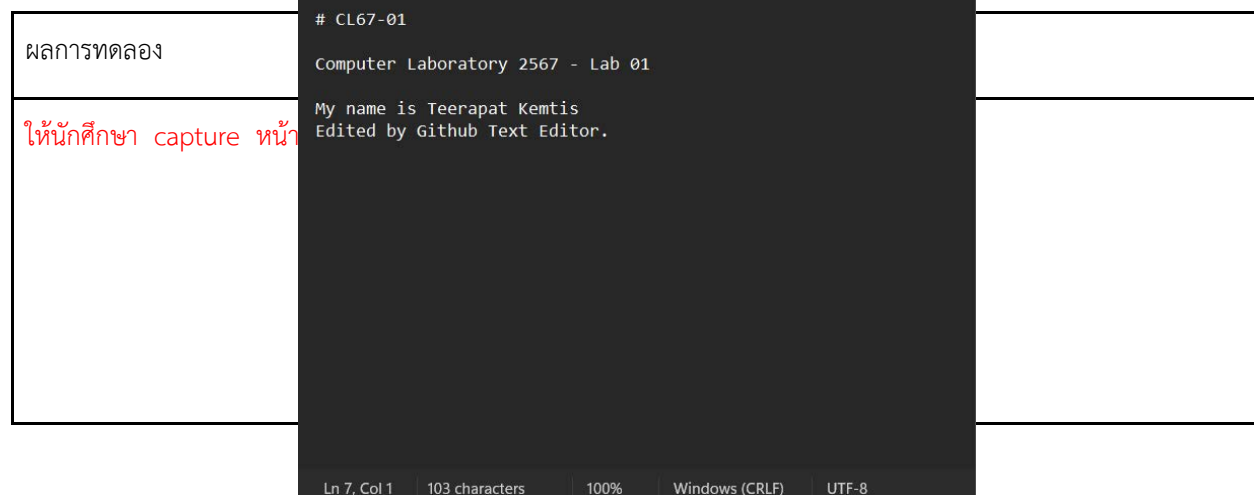 ผลการทดลอง
ให้นักศึกษา capture หน้า
# CL67-01
Computer Laboratory 2567 - Lab 01
My name is Teerapat Kemtis
Edited by Github Text Editor.
Ln 7, Col 1 103 characters 100% Windows (CRLF) UTF-8